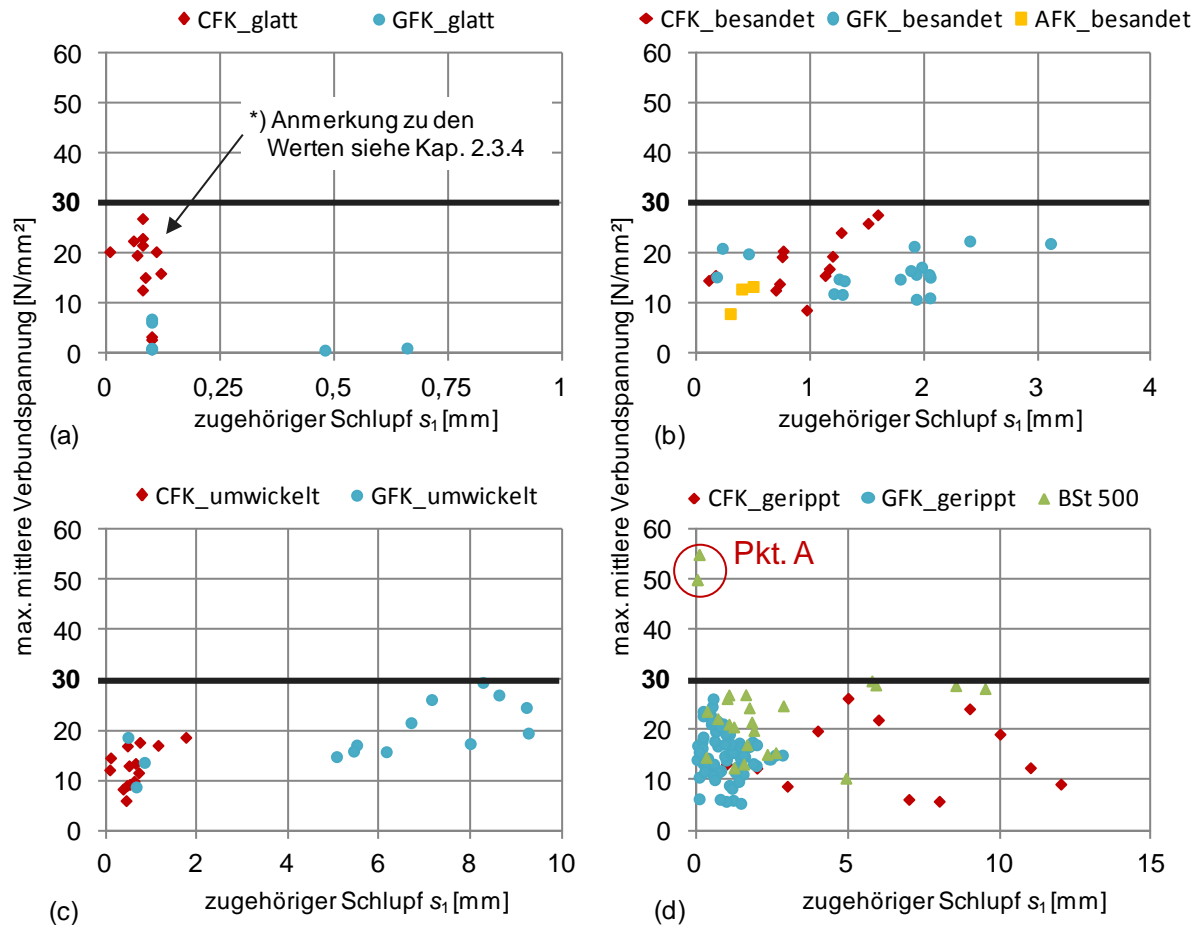 CFK_glatt GFK_glatt
60
50
40
30
20
10
0
*) Anmerkung zu den
Werten siehe Kap. 2.3.4
0 0,25 0,5 0,75 1
zugehöriger Schlupf s₁ [mm]
(a)
CFK_besandet GFK_besandet AFK_besandet
60
50
40
30
20
10
0
0 1 2 3 4
zugehöriger Schlupf s₁ [mm]
(b)
max. mittlere Verbundspannung [N/mm²]
max. mittlere Verbundspannung [N/mm²]
CFK_umwickelt GFK_umwickelt
60
50
40
30
20
10
0
0 2 4 6 8 10
zugehöriger Schlupf s₁ [mm]
(c)
CFK_gerippt GFK_gerippt BSt 500
60
50
40
30
20
10
0
Pkt. A
0 5 10 15
zugehöriger Schlupf s₁ [mm]
(d)